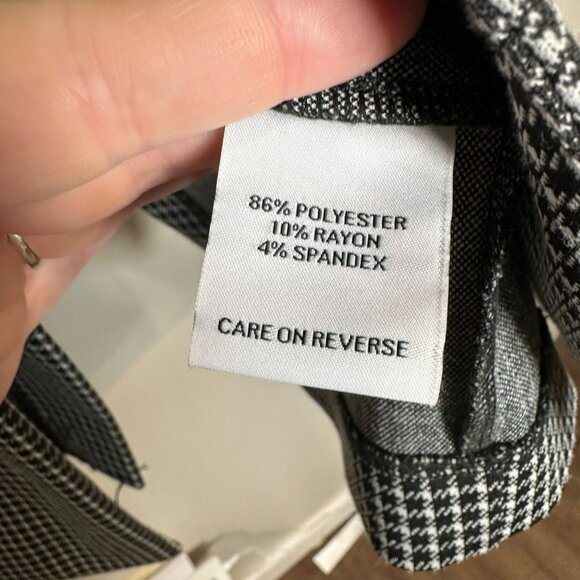 86% POLYESTER
10% RAYON
4% SPANDEX
CARE ON REVERSE